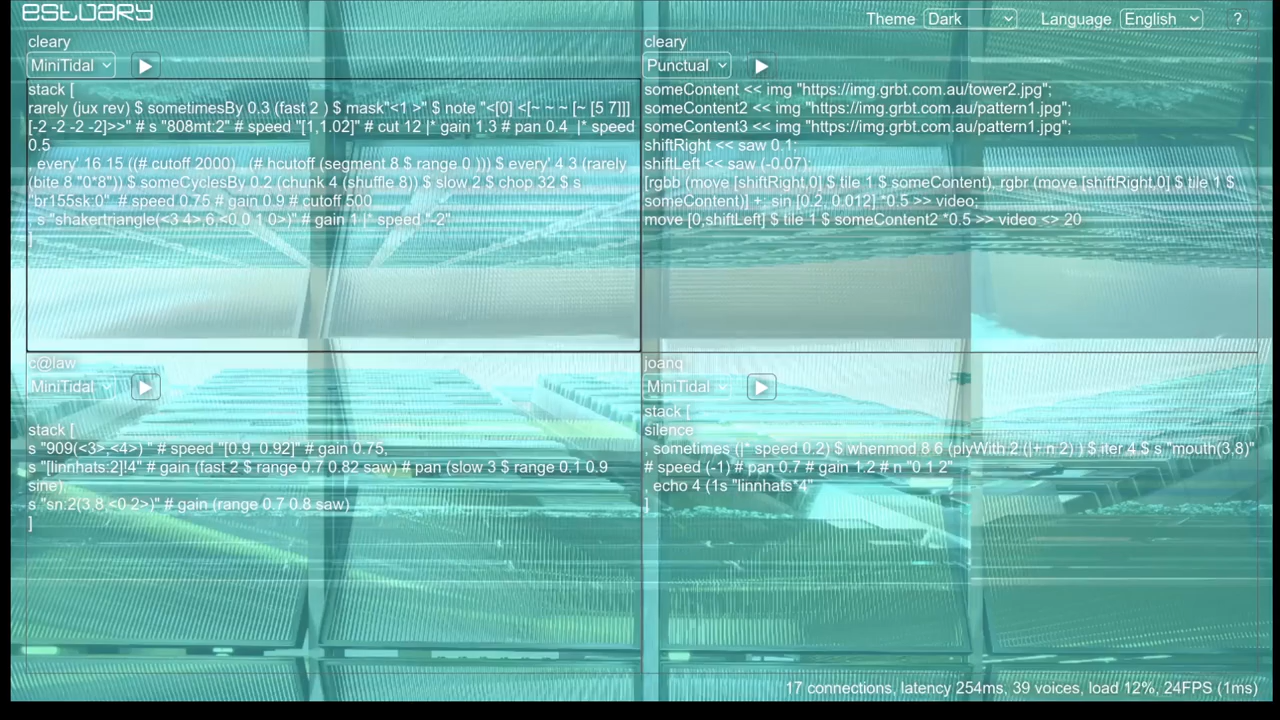 estuary
Theme Dark Language English ?
cleary
MiniTidal
stack [
rarely (jux rev) $ sometimesBy 0.3 (fast 2 ) $ mask"<1 >" $ note "<[0] <[~ ~ ~ [~ [5 7]]]
[-2 -2 -2 -2]>>" # s "808mt:2" # speed "[1,1.02]" # cut 12 |* gain 1.3 # pan 0.4 |* speed
0.5
every' 16 15 ((# cutoff 2000) . (# hcutoff (segment 8 $ range 0 ))) $ every' 4 3 (rarely
(bite 8 "0*8")) $ someCyclesBy 0.2 (chunk 4 (shuffle 8)) $ slow 2 $ chop 32 $ s
"br155sk:0" # speed 0.75 # gain 0.9 # cutoff 500
s "shakertriangle(<3 4> 6 <0 0 1 0>)" # gain 1 |* speed "-2"
]
cleary
Punctual
someContent << img "https://img.grbt.com.au/tower2.jpg";
someContent2 << img "https://img.grbt.com.au/pattern1.jpg";
someContent3 << img "https://img.grbt.com.au/pattern1.jpg";
shiftRight << saw 0.1;
shiftLeft << saw (-0.07);
[rgbb (move [shiftRight,0] $ tile 1 $ someContent), rgbr (move [shiftRight,0] $ tile 1 $
someContent)] +: sin [0.2, 0.012] *0.5 >> video;
move [0,shiftLeft] $ tile 1 $ someContent2 *0.5 >> video <> 20
c@law
MiniTidal
stack [
s "909(<3>,<4>) " # speed "[0.9, 0.92]" # gain 0.75,
s "[linnhats:2]!4" # gain (fast 2 $ range 0.7 0.82 saw) # pan (slow 3 $ range 0.1 0.9
sine),
s "sn:2(3,8,<0 2>)" # gain (range 0.7 0.8 saw)
]
joanq
MiniTidal
stack [
silence
, sometimes (|* speed 0.2) $ whenmod 8 6 (plyWith 2 (|+ n 2) ) $ iter 4 $ s "mouth(3,8)"
# speed (-1) # pan 0.7 # gain 1.2 # n "0 1 2"
, echo 4 (1s "linnhats*4"
]
17 connections, latency 254ms, 39 voices, load 12%, 24FPS (1ms)